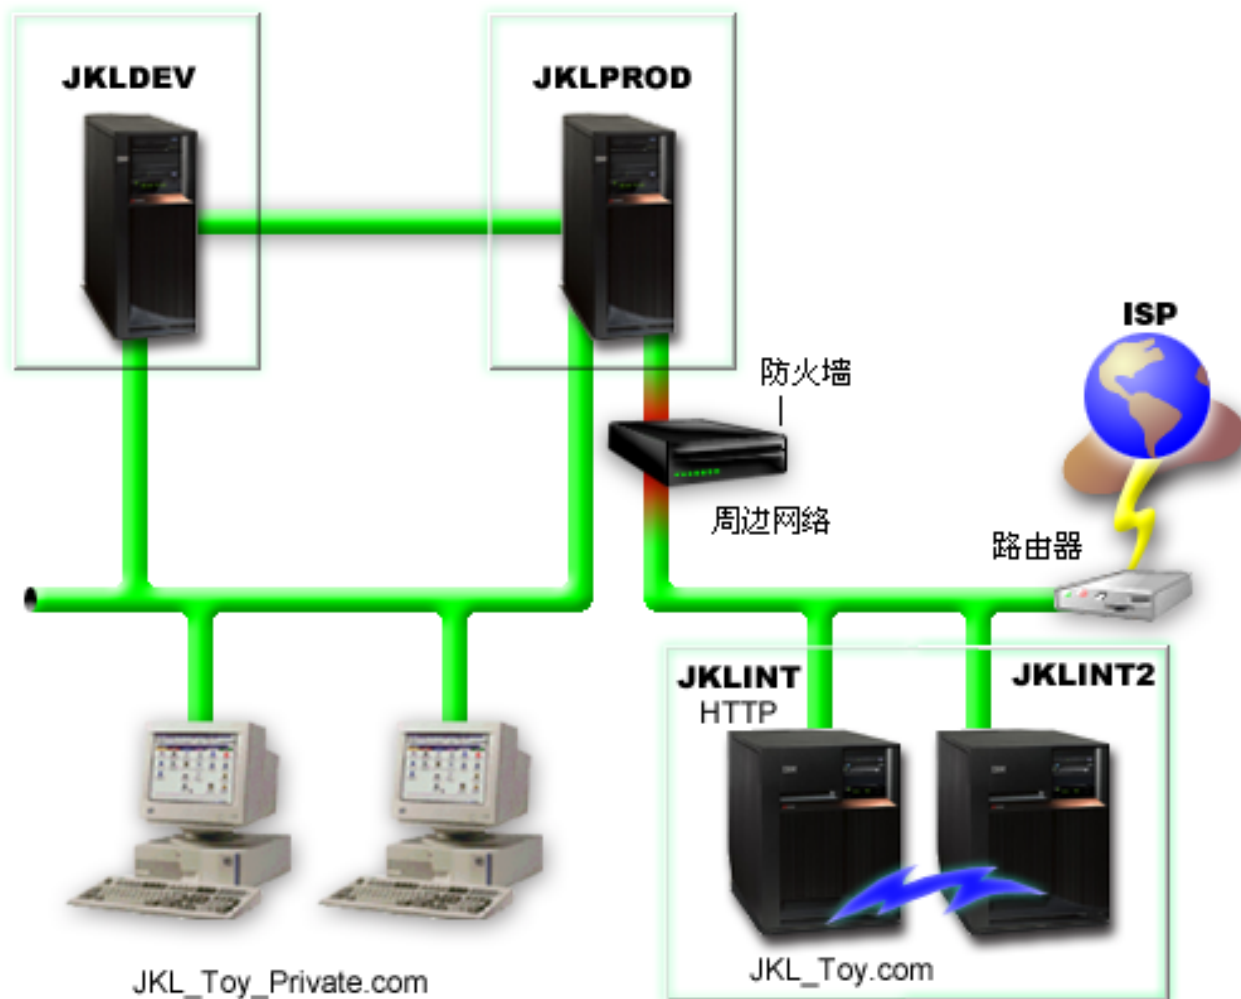 JKLDEV
JKLPROD
ISP
防火墙
周边网络
路由器
JKLINT
HTTP
JKLINT2
JKL_Toy_Private.com
JKL_Toy.com